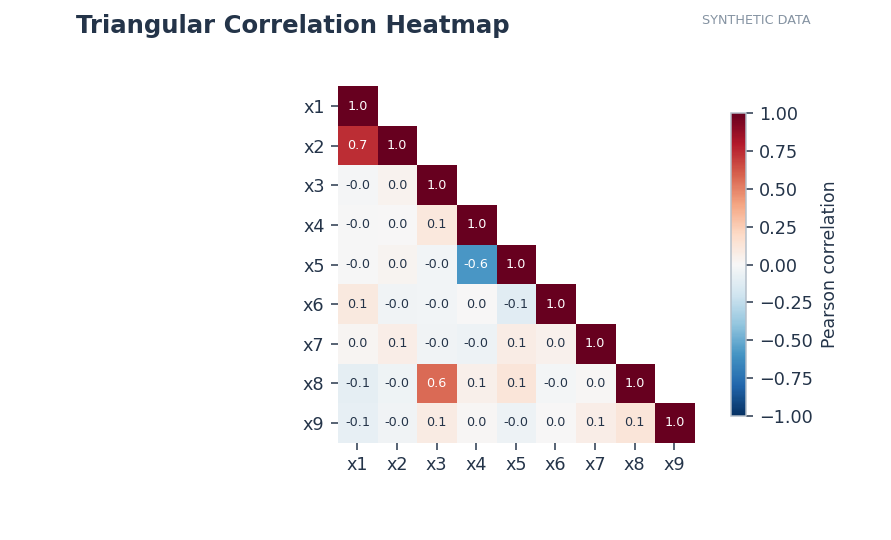 Triangular Correlation Heatmap
SYNTHETIC DATA
x1 1.0
x2 0.7 1.0
x3 -0.0 0.0 1.0
x4 -0.0 0.0 0.1 1.0
x5 -0.0 0.0 -0.0 -0.6 1.0
x6 0.1 -0.0 -0.0 0.0 -0.1 1.0
x7 0.0 0.1 -0.0 -0.0 0.1 0.0 1.0
x8 -0.1 -0.0 0.6 0.1 0.1 -0.0 0.0 1.0
x9 -0.1 -0.0 0.1 0.0 -0.0 0.0 0.1 0.1 1.0
x1 x2 x3 x4 x5 x6 x7 x8 x9
1.00
0.75
0.50
0.25
0.00
−0.25
−0.50
−0.75
−1.00
Pearson correlation